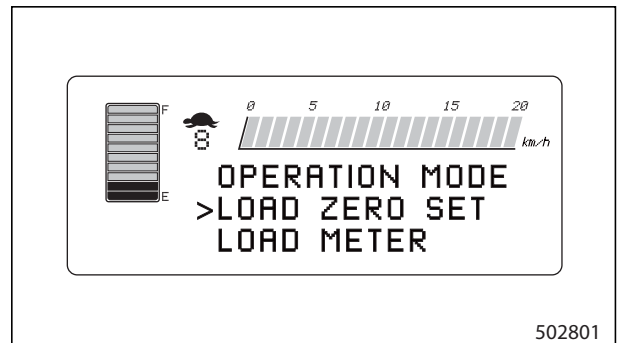 F
E
8
0 5 10 15 20
km/h
OPERATION MODE
>LOAD ZERO SET
LOAD METER
502801